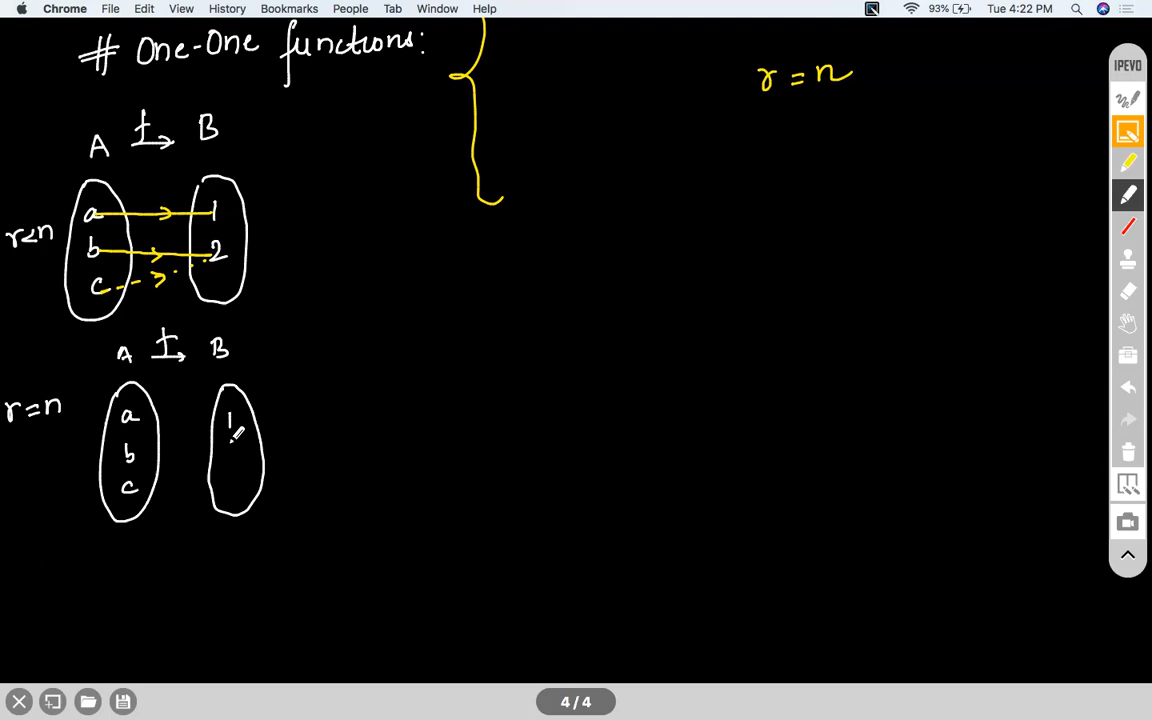 Chrome File Edit View History Bookmarks People Tab Window Help
93% Tue 4:22 PM
# One-One functions:
r = n
IPEVO
A f B
r<n
a 1
b 2
c
A f B
r=n
a 1
b
c
4 / 4